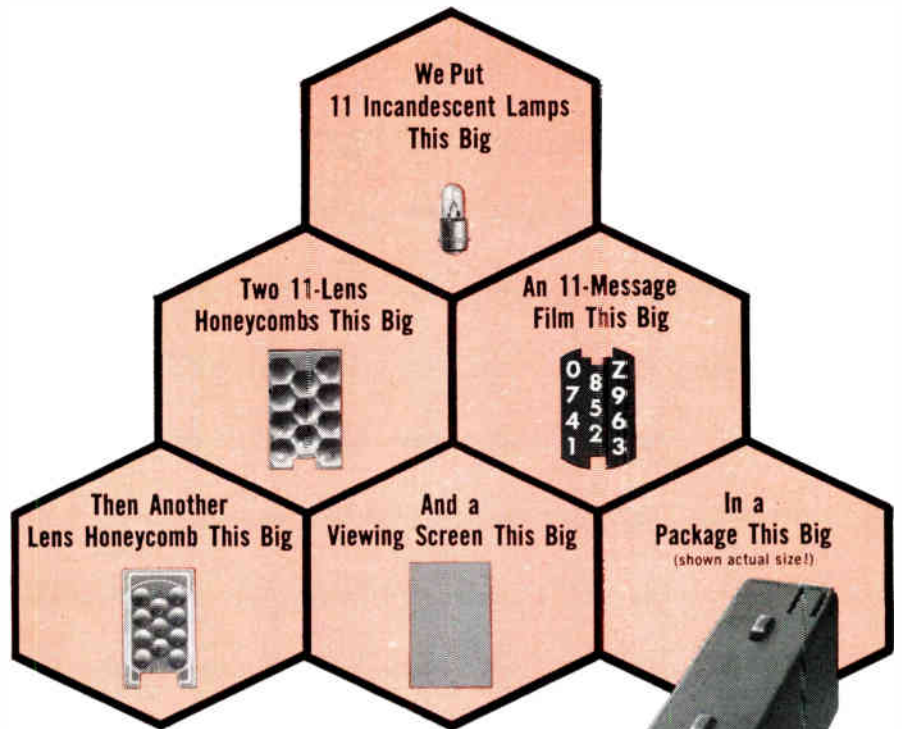 We Put
11 Incandescent Lamps
This Big
Two 11-Lens
Honeycombs This Big
An 11-Message
Film This Big
0 8 Z
7 5 9
4 2 6
1 3
Then Another
Lens Honeycomb This Big
And a
Viewing Screen This Big
In a
Package This Big
(shown actual size!)